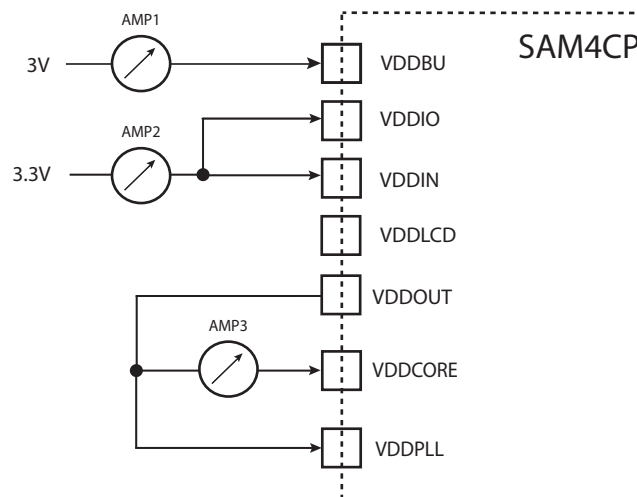 AMP1
SAM4CP
3V
VDDBU
VDDIO
AMP2
3.3V
VDDIN
VDDLCD
VDDOUT
AMP3
VDDCORE
VDDPLL